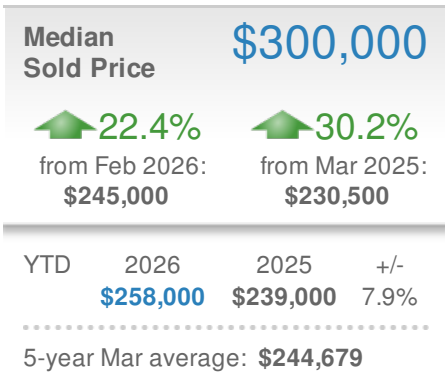 Median
Sold Price
$300,000
22.4%
from Feb 2026:
$245,000
30.2%
from Mar 2025:
$230,500
YTD 2026 2025 +/-
$258,000 $239,000 7.9%
5-year Mar average: $244,679